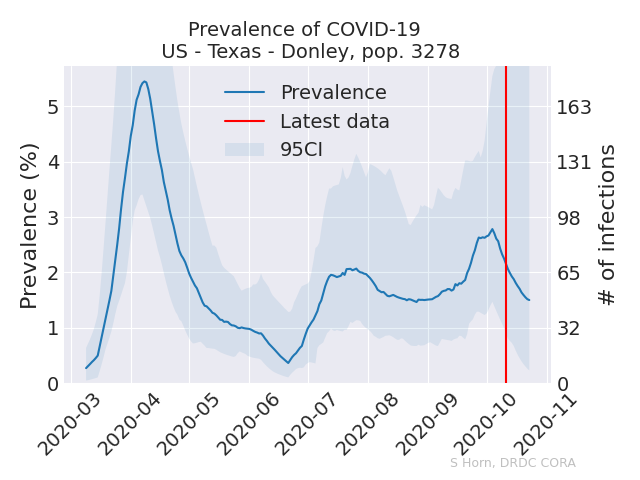 Prevalence of COVID-19
US - Texas - Donley, pop. 3278
Prevalence
Latest data
95CI
Prevalence (%)
5
4
3
2
1
0
163
131
98
65
32
0
# of infections
2020-03
2020-04
2020-05
2020-06
2020-07
2020-08
2020-09
2020-10
2020-11
S Horn, DRDC CORA